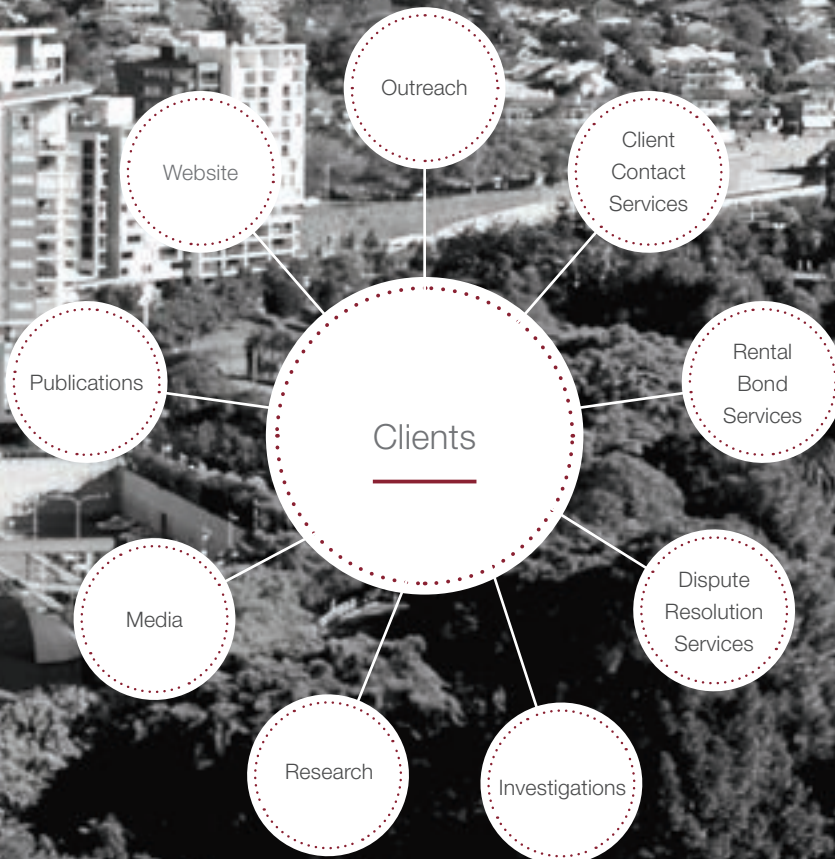 Outreach
Client
Contact
Services
Rental
Bond
Services
Dispute
Resolution
Services
Investigations
Research
Media
Publications
Website
Clients